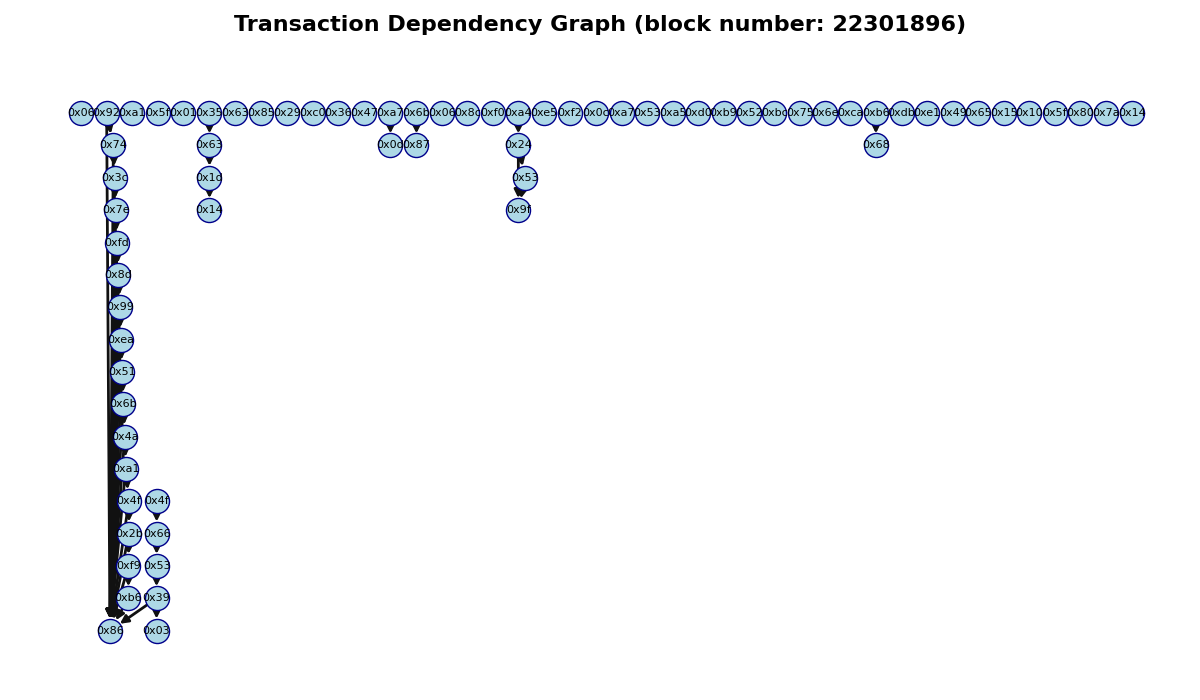 Transaction Dependency Graph (block number: 22301896)
0x06 0x92 0xa1 0x5f 0x01 0x35 0x63 0x85 0x29 0xc0 0x36 0x47 0xa7 0x6b 0x06 0x8c 0xf0 0xa4 0xe5 0xf2 0x0c 0xa7 0x53 0xa5 0xd0 0xb9 0x52 0xbc 0x75 0x6e 0xca 0xb6 0xdb 0xe1 0x49 0x65 0x15 0x10 0x5f 0x80 0x7a 0x14
0x74 0x63 0x0d 0x87 0x24 0x68
0x3c 0x1c 0x53
0x7e 0x14 0x9f
0xfd
0x8d
0x99
0xea
0x51
0x6b
0x4a
0xa1
0x4f 0x4f
0x2b 0x66
0xf9 0x53
0xb6 0x39
0x86 0x03